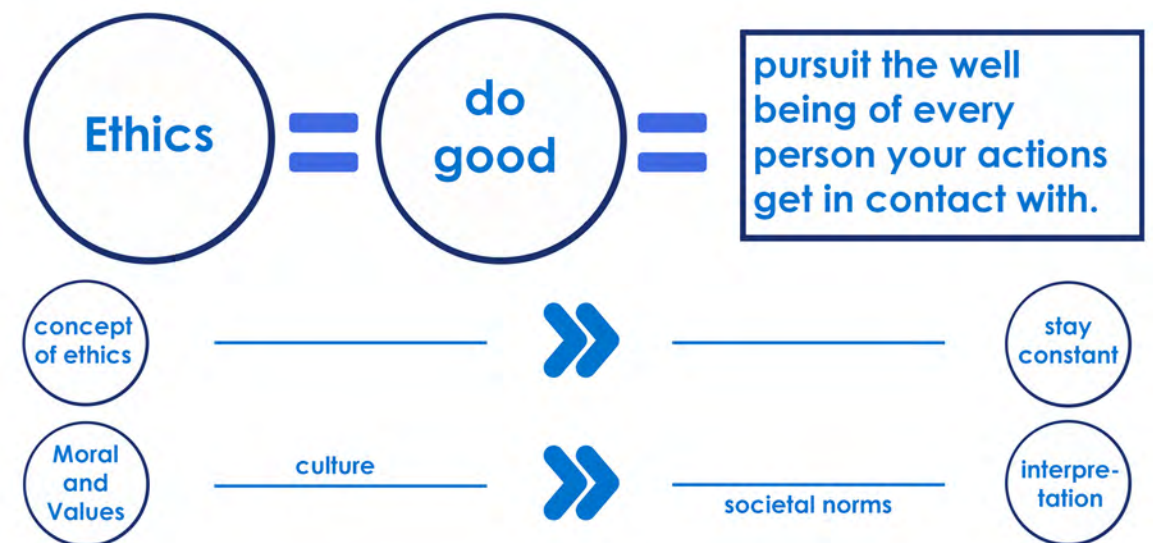 Ethics
do
good
pursuit the well
being of every
person your actions
get in contact with.
concept
of ethics
stay
constant
Moral
and
Values
culture
societal norms
interpre-
tation